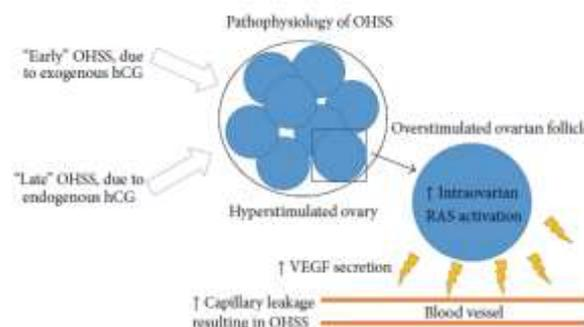 Pathophysiology of OHSS
"Early" OHSS, due
to exogenous hCG
Overstimulated ovarian follicl
"Late" OHSS, due to
endogenous hCG
Hyperstimulated ovary
↑ Intraovarian
RAS activation
↑ VEGF secretion
↑ Capillary leakage
resulting in OHSS
Blood vessel